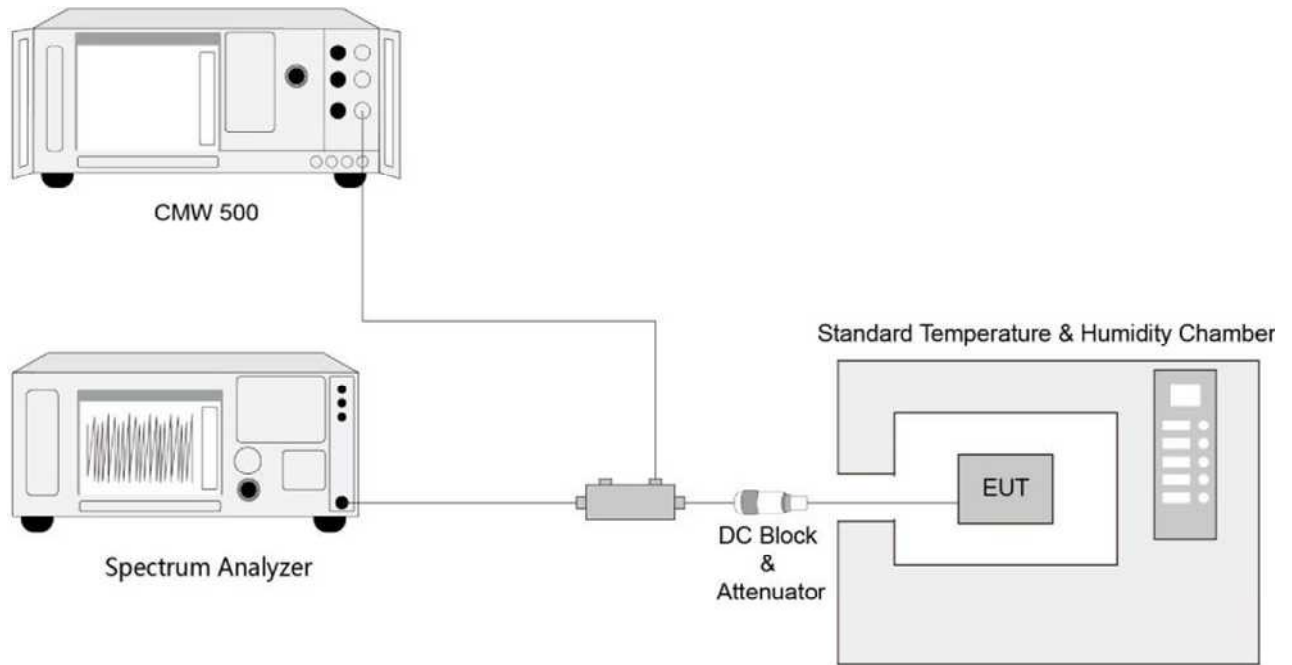 CMW 500
Standard Temperature & Humidity Chamber
EUT
DC Block
&
Attenuator
Spectrum Analyzer